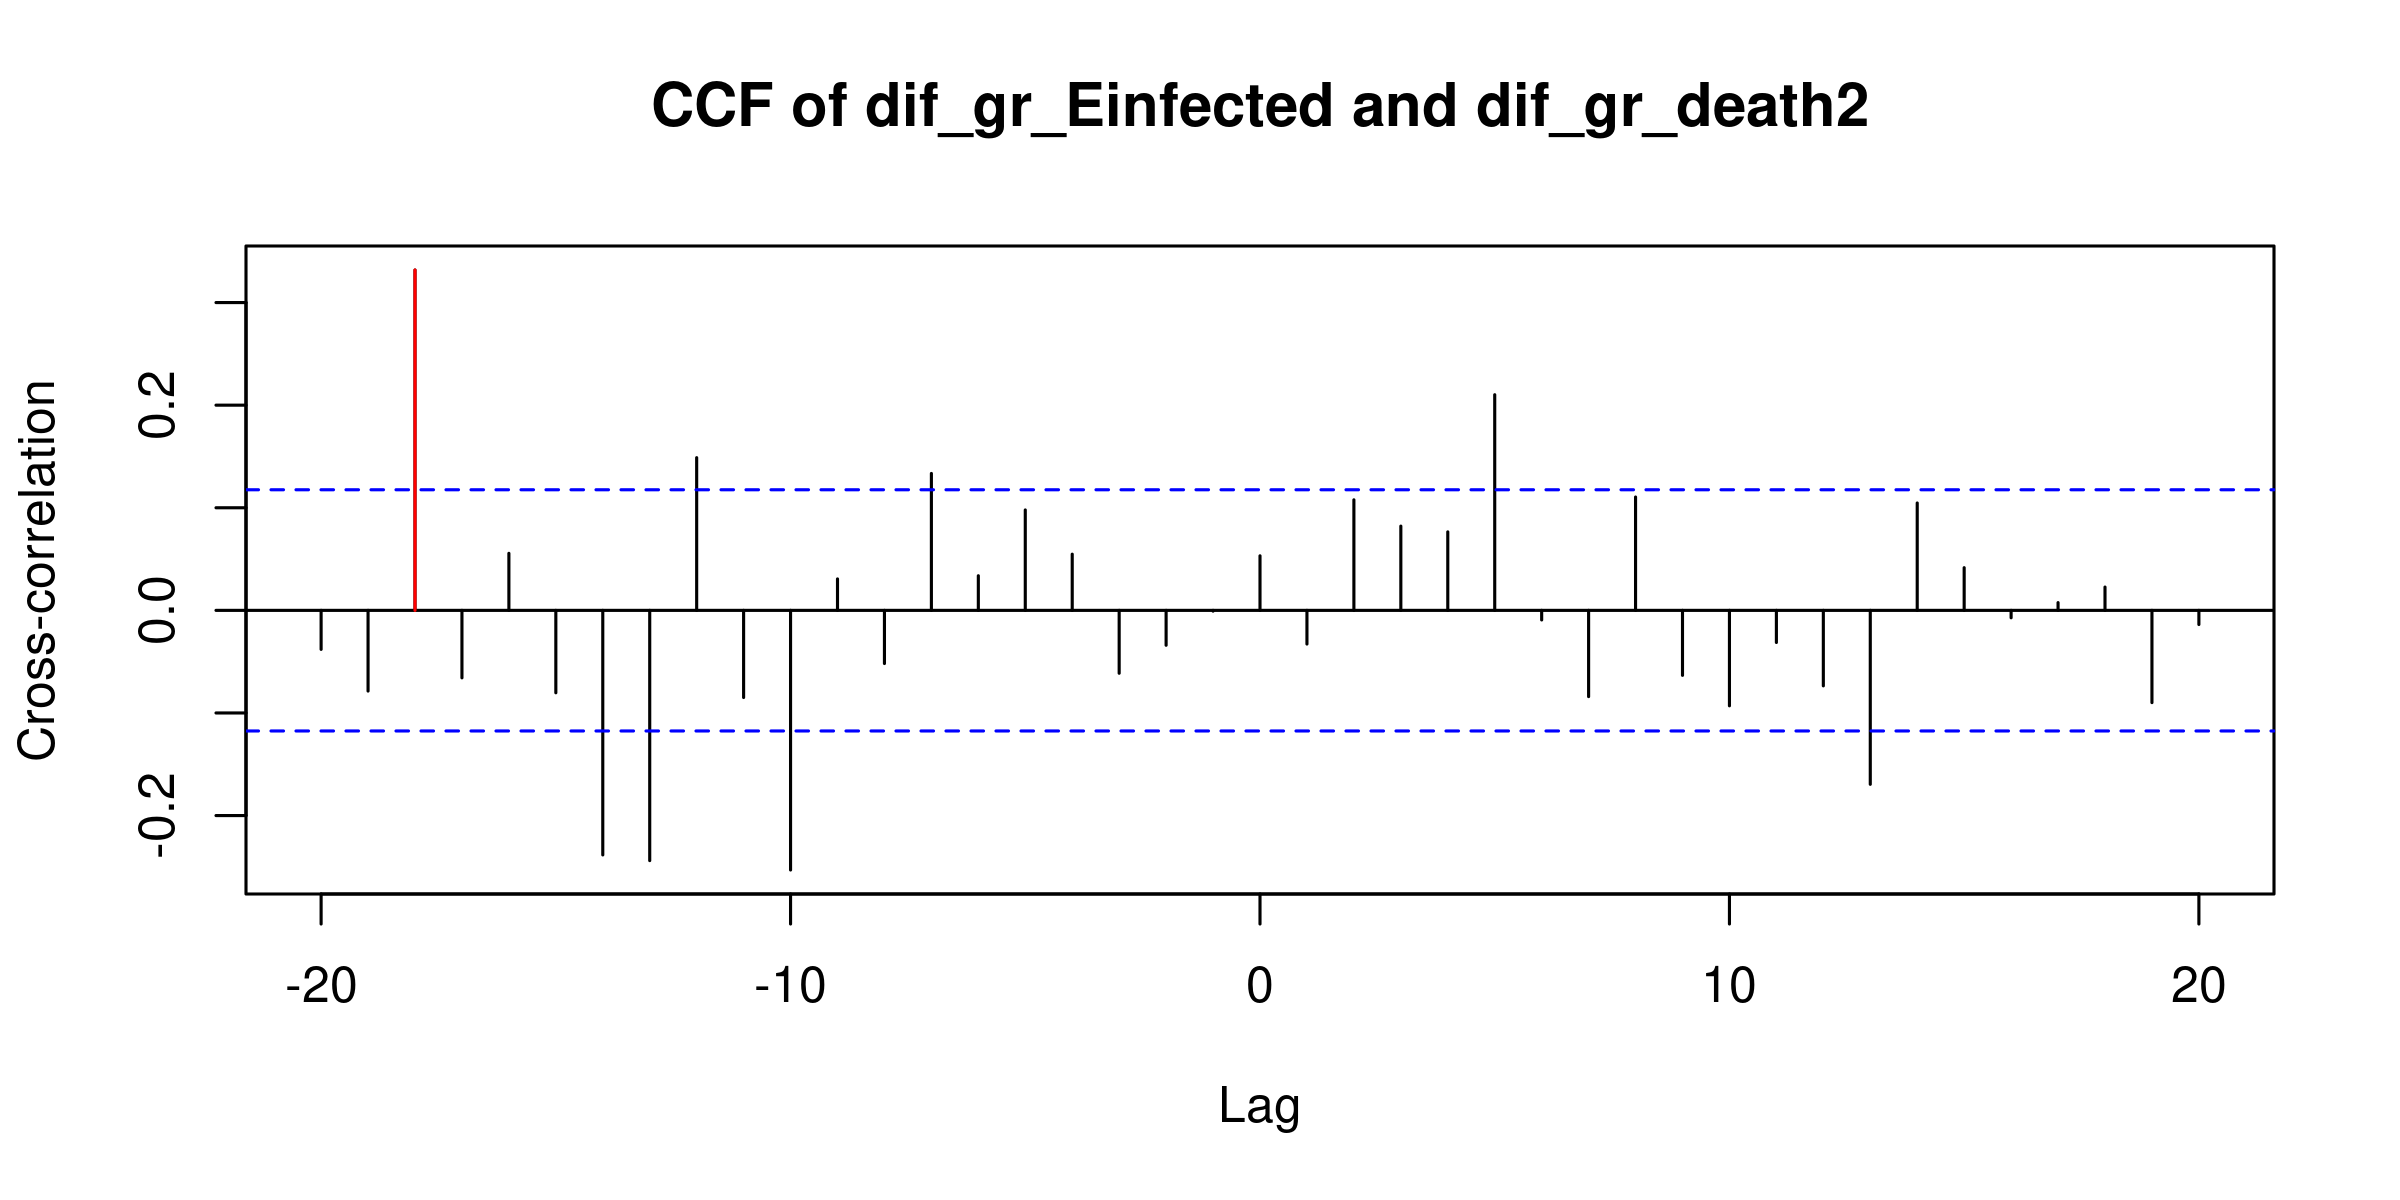 CCF of dif_gr_Einfected and dif_gr_death2
Cross-correlation
0.2
0.0
-0.2
-20 -10 0 10 20
Lag